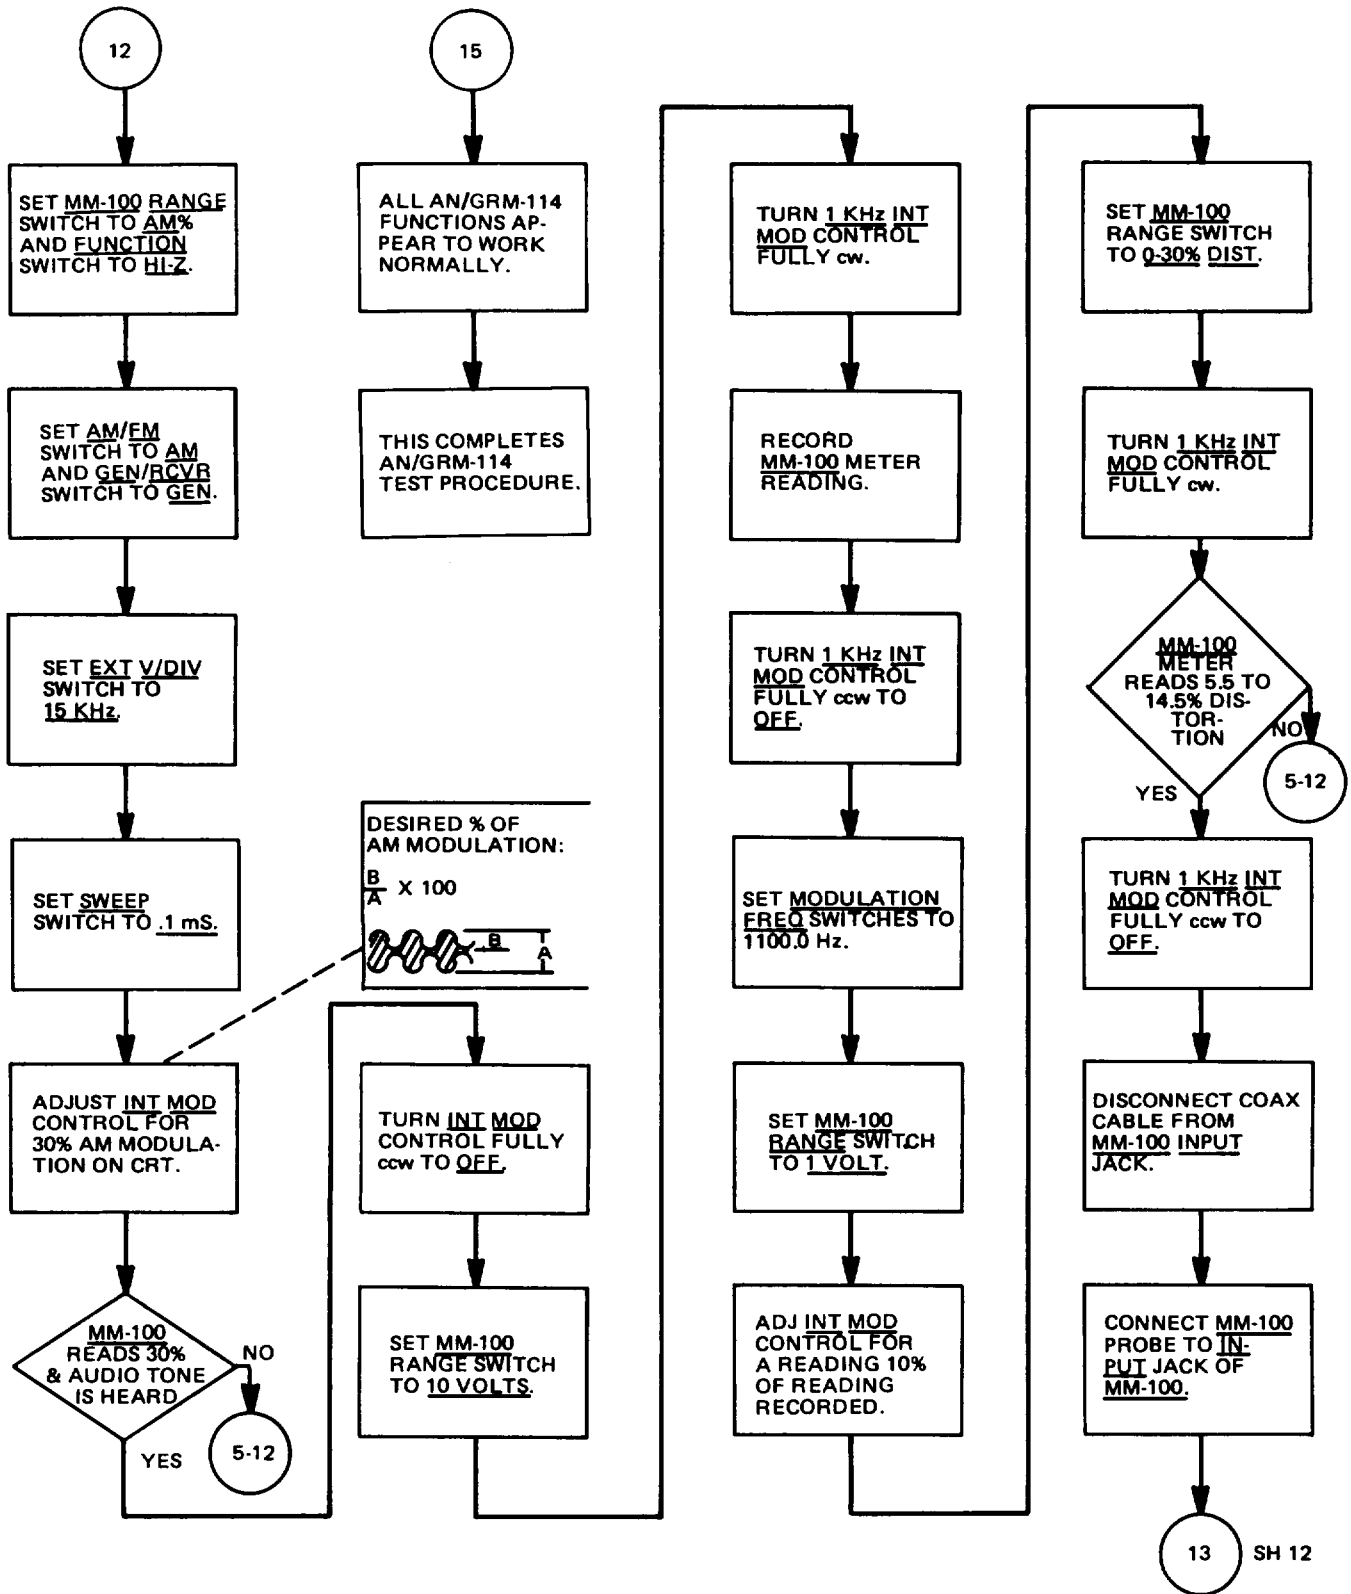 12
SET MM-100 RANGE
SWITCH TO AM%
AND FUNCTION
SWITCH TO HI-Z.
SET AM/FM
SWITCH TO AM
AND GEN/RCVR
SWITCH TO GEN.
SET EXT V/DIV
SWITCH TO
15 KHz.
SET SWEEP
SWITCH TO .1 mS.
ADJUST INT MOD
CONTROL FOR
30% AM MODULA-
TION ON CRT.
MM-100
READS 30%
& AUDIO TONE
IS HEARD
NO
5-12
YES
15
ALL AN/GRM-114
FUNCTIONS AP-
PEAR TO WORK
NORMALLY.
THIS COMPLETES
AN/GRM-114
TEST PROCEDURE.
DESIRED % OF
AM MODULATION:
B
A X 100
B
A
TURN INT MOD
CONTROL FULLY
ccw TO OFF.
SET MM-100
RANGE SWITCH
TO 10 VOLTS.
TURN 1 KHz INT
MOD CONTROL
FULLY cw.
RECORD
MM-100 METER
READING.
TURN 1 KHz INT
MOD CONTROL
FULLY ccw TO
OFF.
SET MODULATION
FREQ SWITCHES TO
1100.0 Hz.
SET MM-100
RANGE SWITCH
TO 1 VOLT.
ADJ INT MOD
CONTROL FOR
A READING 10%
OF READING
RECORDED.
SET MM-100
RANGE SWITCH
TO 0-30% DIST.
TURN 1 KHz INT
MOD CONTROL
FULLY cw.
MM-100
METER
READS 5.5 TO
14.5% DIS-
TOR-
TION
NO
5-12
YES
TURN 1 KHz INT
MOD CONTROL
FULLY ccw TO
OFF.
DISCONNECT COAX
CABLE FROM
MM-100 INPUT
JACK.
CONNECT MM-100
PROBE TO IN-
PUT JACK OF
MM-100.
13 SH 12